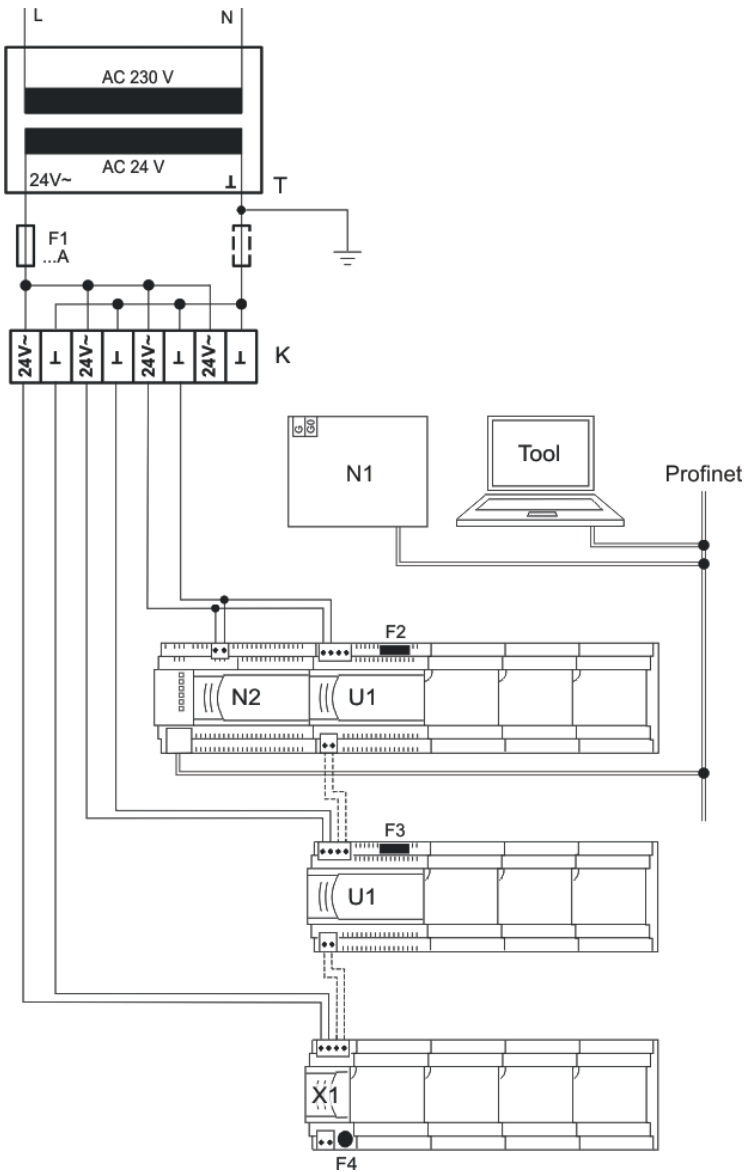 L N
AC 230 V
AC 24 V
24V~ ⊥ T
F1
...A
24V~ ⊥ 24V~ ⊥ 24V~ ⊥ 24V~ ⊥ K
G G0
N1
Tool
Profinet
F2
N2 U1
F3
U1
X1
F4